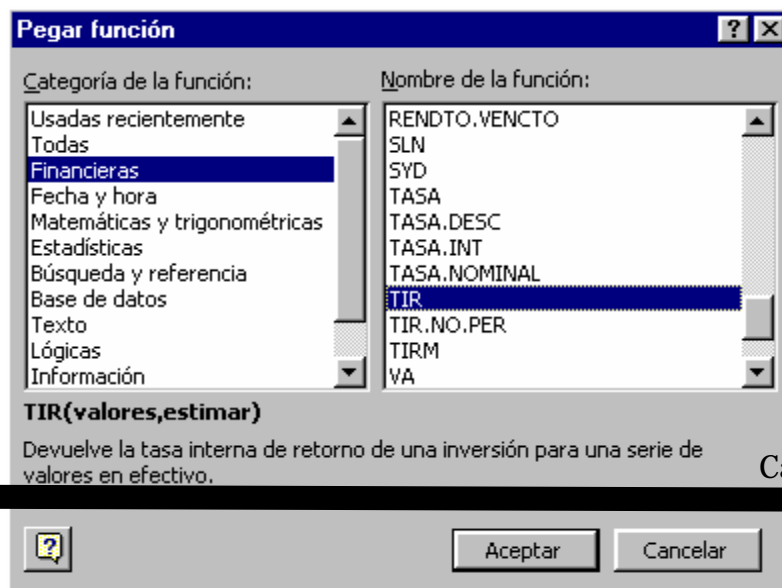 Pegar función
Categoría de la función:
Nombre de la función:
Usadas recientemente
Todas
Financieras
Fecha y hora
Matemáticas y trigonométricas
Estadísticas
Búsqueda y referencia
Base de datos
Texto
Lógicas
Información
RENDTO.VENCTO
SLN
SYD
TASA
TASA.DESC
TASA.INT
TASA.NOMINAL
TIR
TIR.NO.PER
TIRM
VA
TIR(valores,estimar)
Devuelve la tasa interna de retorno de una inversión para una serie de
valores en efectivo.
Aceptar
Cancelar